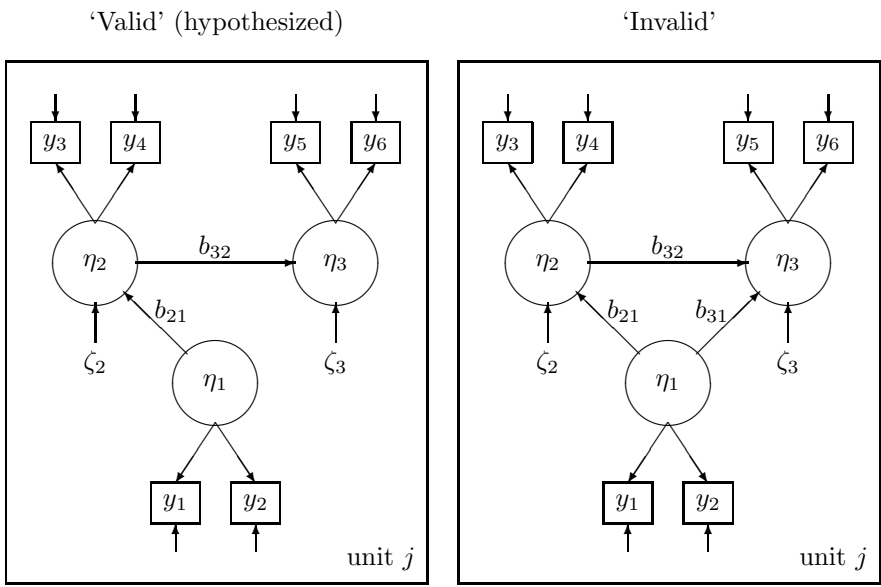 ‘Valid’ (hypothesized)
y₃ y₄ y₅ y₆
b₃₂
η₂ η₃
b₂₁
ζ₂ ζ₃
η₁
y₁ y₂
unit j
‘Invalid’
y₃ y₄ y₅ y₆
b₃₂
η₂ η₃
b₂₁ b₃₁
ζ₂ ζ₃
η₁
y₁ y₂
unit j